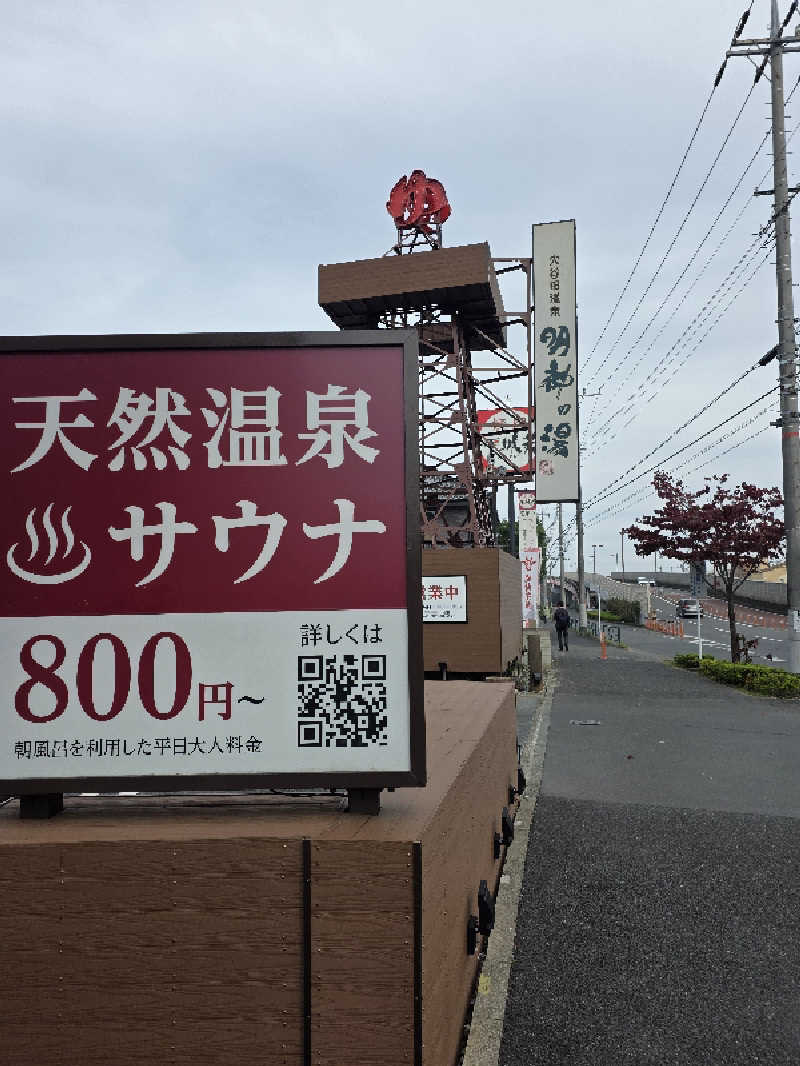 天然温泉
♨サウナ
800円～
朝風呂を利用した平日大人料金
詳しくは
ゆ
明神の湯
営業中